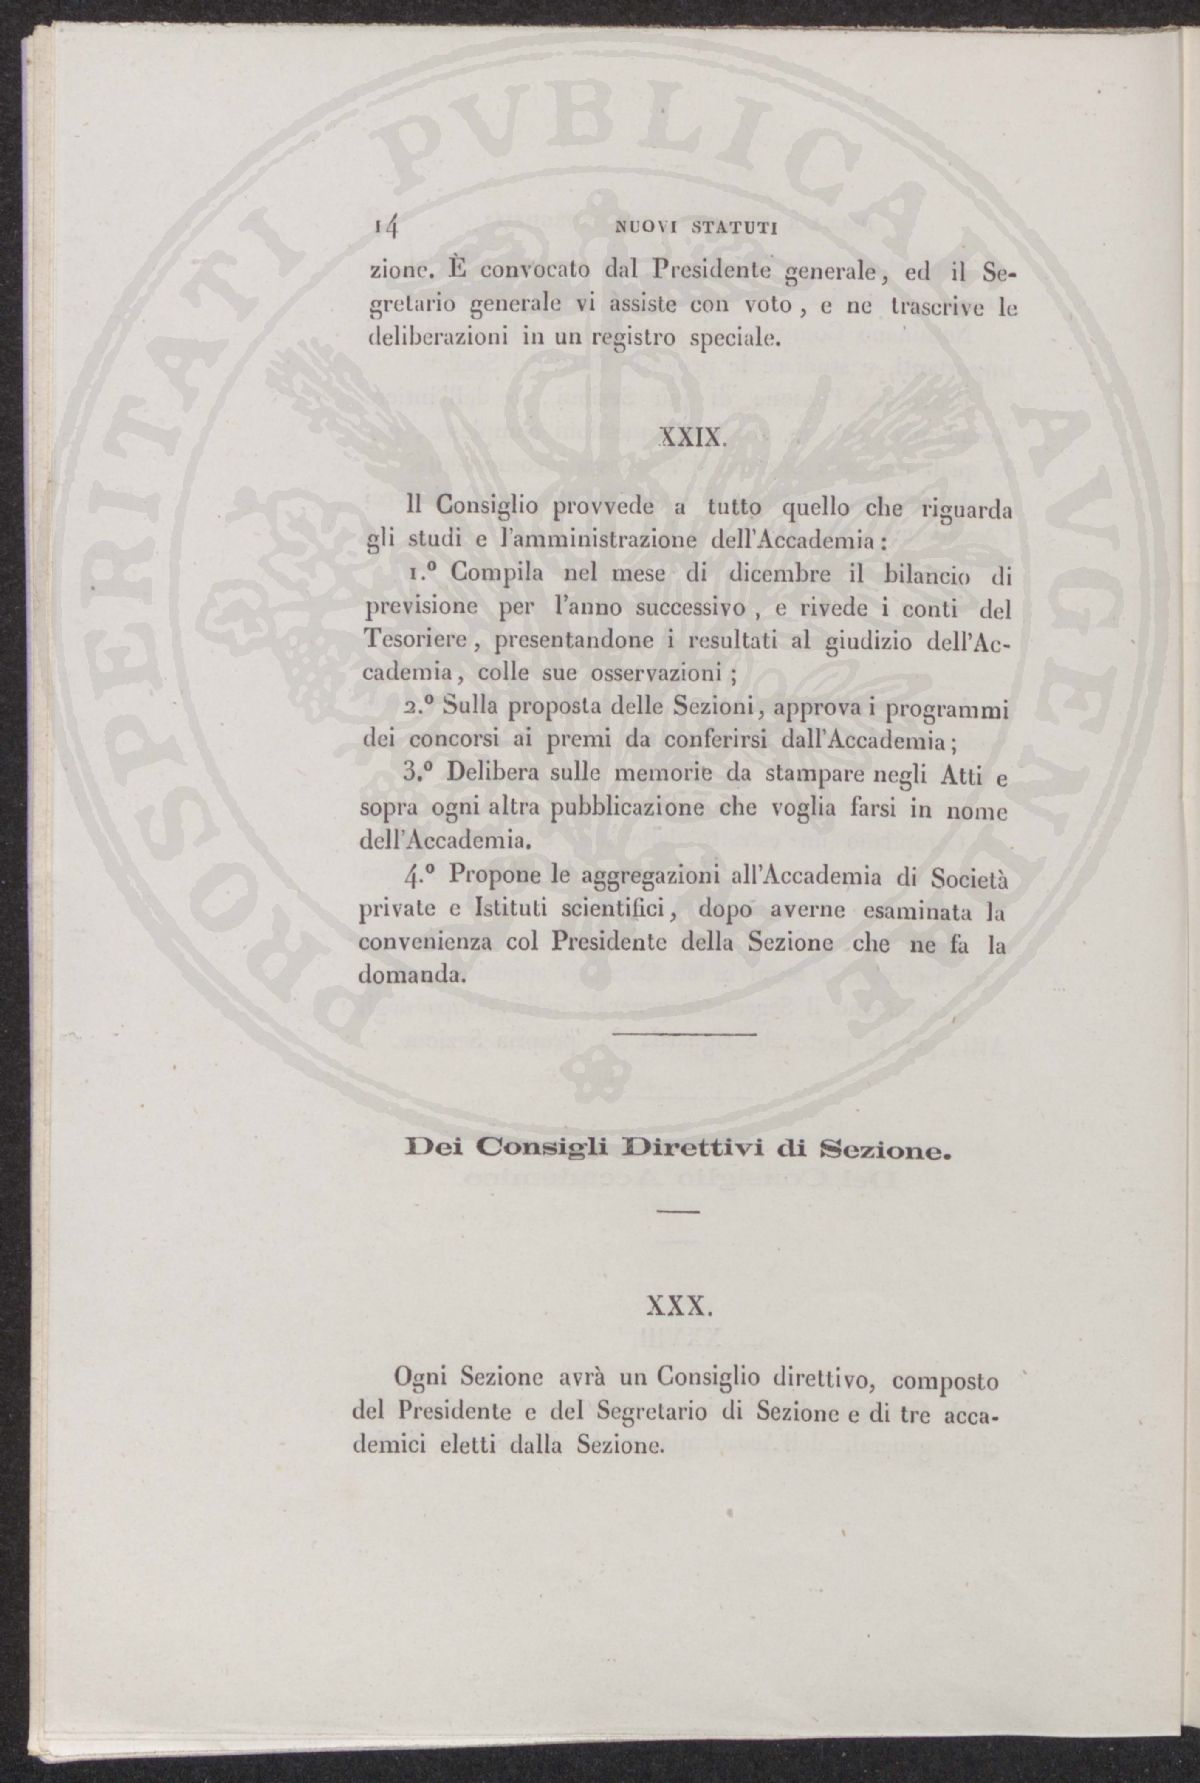 14 NUOVI STATUTI
zione. È convocato dal Presidente generale, ed il Se-
gretario generale vi assiste con voto, e ne trascrive le
deliberazioni in un registro speciale.
XXIX.
Il Consiglio provvede a tutto quello che riguarda
gli studi e l'amministrazione dell'Accademia:
1.º Compila nel mese di dicembre il bilancio di
previsione per l'anno successivo, e rivede i conti del
Tesoriere, presentandone i resultati al giudizio dell'Ac-
cademia, colle sue osservazioni;
2.º Sulla proposta delle Sezioni, approva i programmi
dei concorsi ai premi da conferirsi dall'Accademia;
3.º Delibera sulle memorie da stampare negli Atti e
sopra ogni altra pubblicazione che voglia farsi in nome
dell'Accademia.
4.º Propone le aggregazioni all'Accademia di Società
private e Istituti scientifici, dopo averne esaminata la
convenienza col Presidente della Sezione che ne fa la
domanda.
Dei Consigli Direttivi di Sezione.
XXX.
Ogni Sezione avrà un Consiglio direttivo, composto
del Presidente e del Segretario di Sezione e di tre acca-
demici eletti dalla Sezione.
PROSPERITATI PVBLICAE AVGENDAE